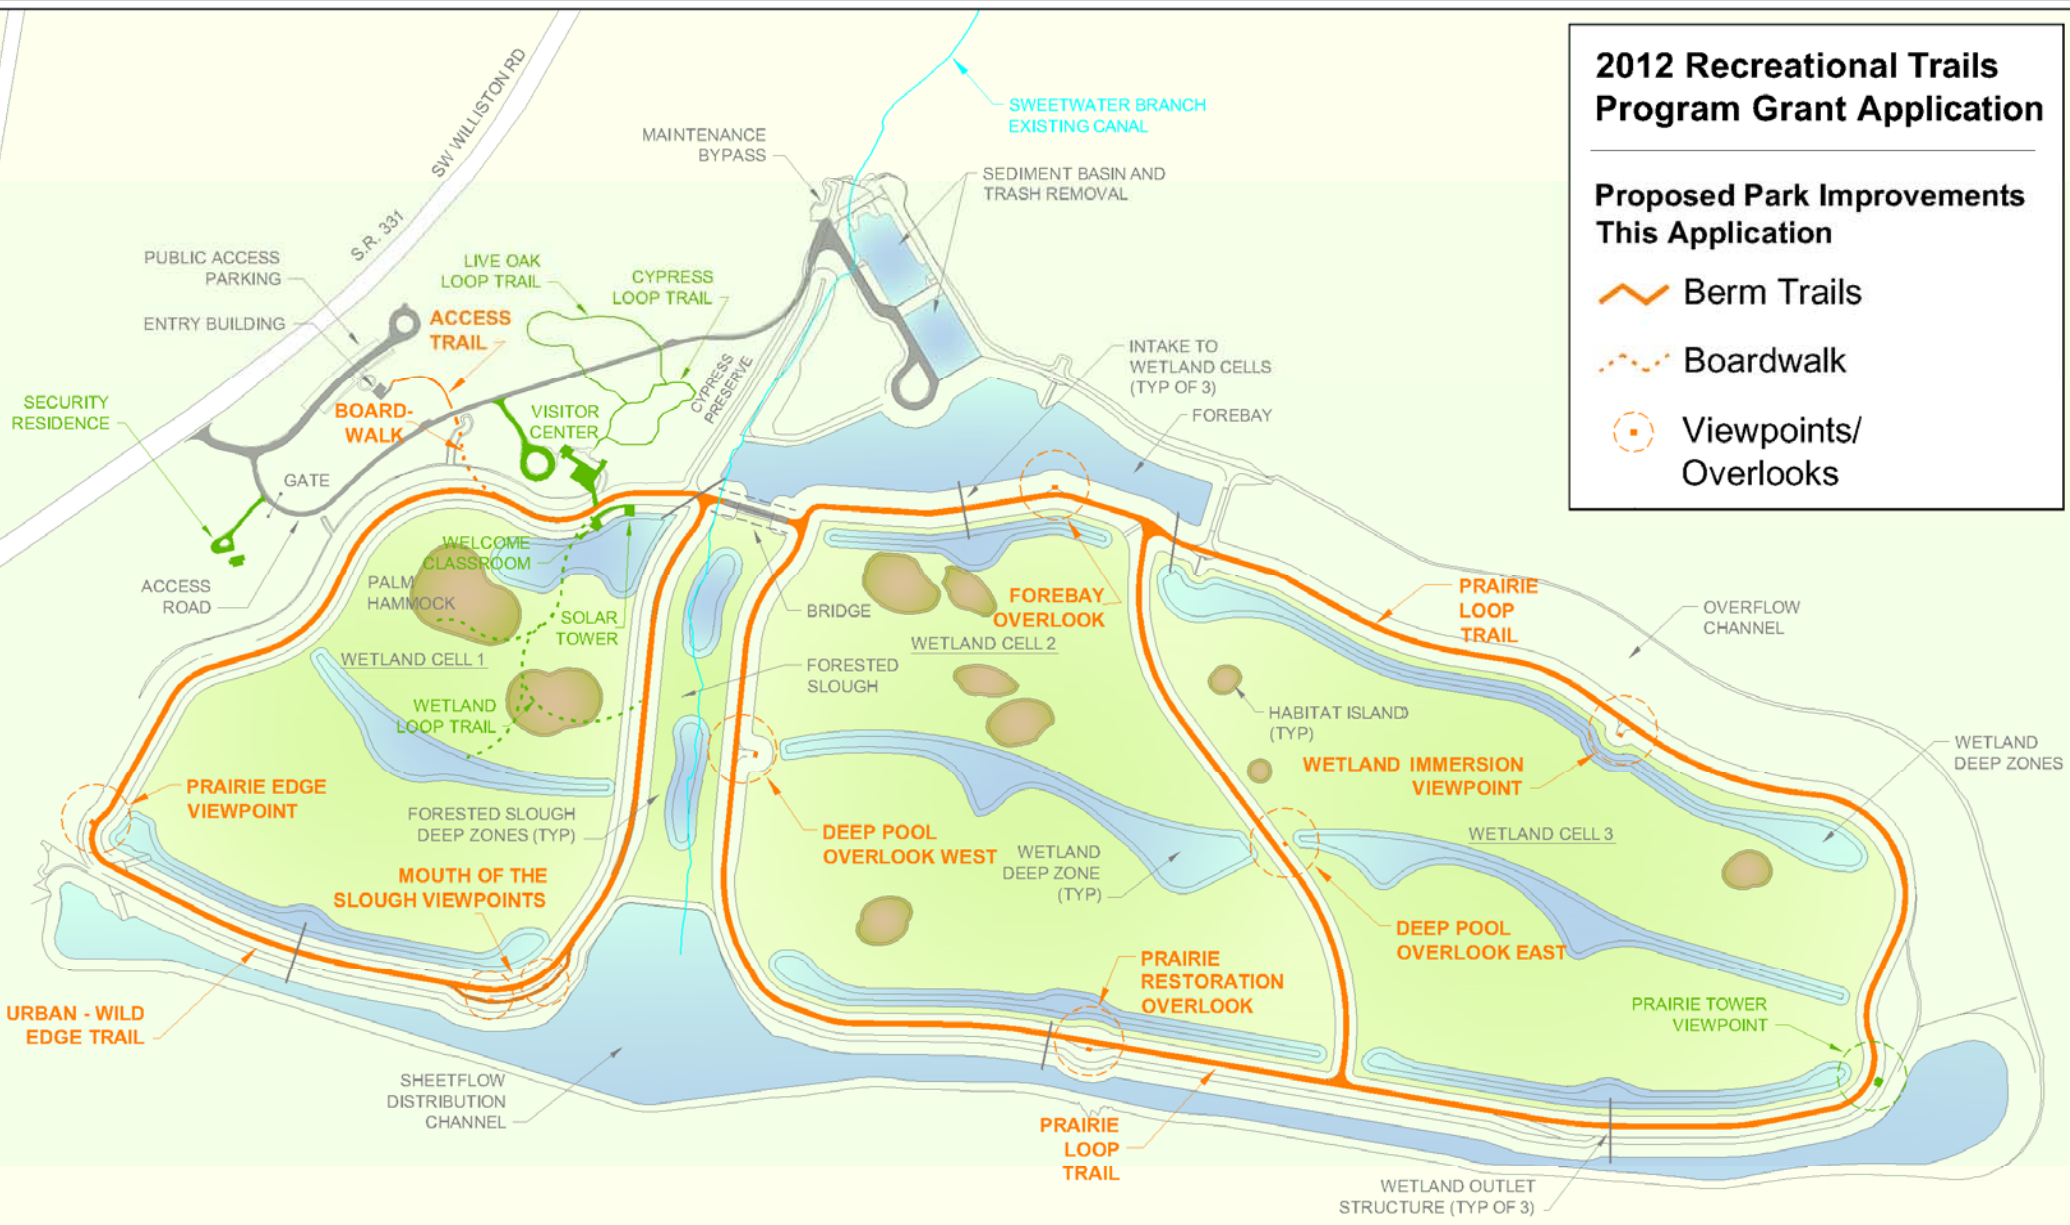 2012 Recreational Trails
Program Grant Application
Proposed Park Improvements
This Application
Berm Trails
Boardwalk
Viewpoints/
Overlooks
SW WILLISTON RD
S.R. 331
SWEETWATER BRANCH
EXISTING CANAL
MAINTENANCE
BYPASS
SEDIMENT BASIN AND
TRASH REMOVAL
PUBLIC ACCESS
PARKING
LIVE OAK
LOOP TRAIL
CYPRESS
LOOP TRAIL
ENTRY BUILDING
ACCESS
TRAIL
CYPRESS
PRESERVE
INTAKE TO
WETLAND CELLS
(TYP OF 3)
FOREBAY
SECURITY
RESIDENCE
BOARD-
WALK
VISITOR
CENTER
GATE
WELCOME
CLASSROOM
ACCESS
ROAD
PALM
HAMMOCK
SOLAR
TOWER
BRIDGE
FOREBAY
OVERLOOK
WETLAND CELL 2
PRAIRIE
LOOP
TRAIL
OVERFLOW
CHANNEL
WETLAND CELL 1
FORESTED
SLOUGH
WETLAND
LOOP TRAIL
HABITAT ISLAND
(TYP)
WETLAND IMMERSION
VIEWPOINT
WETLAND
DEEP ZONES
PRAIRIE EDGE
VIEWPOINT
FORESTED SLOUGH
DEEP ZONES (TYP)
DEEP POOL
OVERLOOK WEST
WETLAND
DEEP ZONE
(TYP)
WETLAND CELL 3
MOUTH OF THE
SLOUGH VIEWPOINTS
DEEP POOL
OVERLOOK EAST
PRAIRIE
RESTORATION
OVERLOOK
URBAN - WILD
EDGE TRAIL
PRAIRIE TOWER
VIEWPOINT
SHEETFLOW
DISTRIBUTION
CHANNEL
PRAIRIE
LOOP
TRAIL
WETLAND OUTLET
STRUCTURE (TYP OF 3)